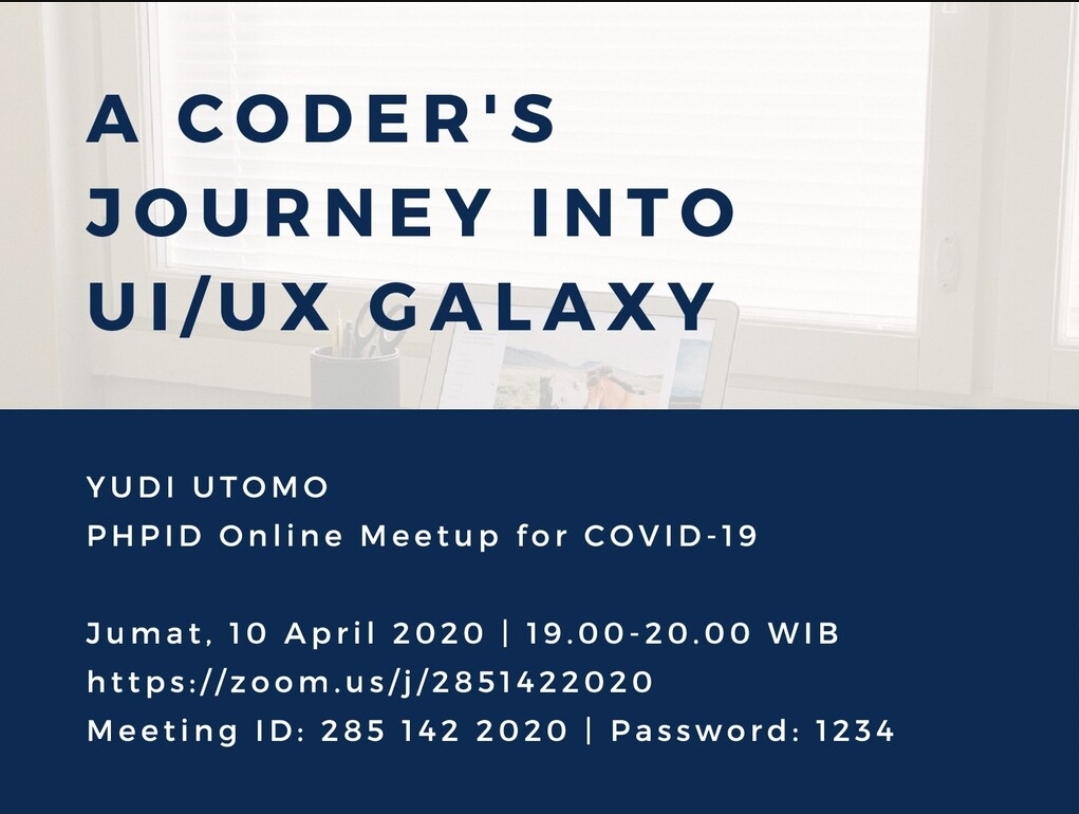 A CODER'S
JOURNEY INTO
UI/UX GALAXY
YUDI UTOMO
PHPID Online Meetup for COVID-19
Jumat, 10 April 2020 | 19.00-20.00 WIB
https://zoom.us/j/2851422020
Meeting ID: 285 142 2020 | Password: 1234